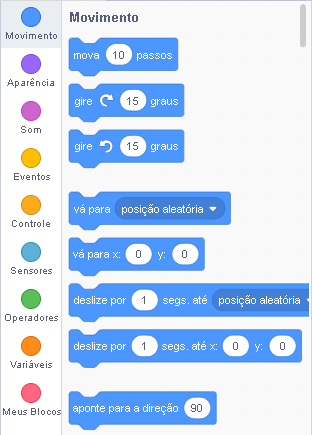 Movimento
Aparência
Som
Eventos
Controle
Sensores
Operadores
Variáveis
Meus Blocos
Movimento
mova 10 passos
gire 15 graus
gire 15 graus
vá para posição aleatória
vá para x: 0 y: 0
deslize por 1 segs. até posição aleatória
deslize por 1 segs. até x: 0 y: 0
aponte para a direção 90